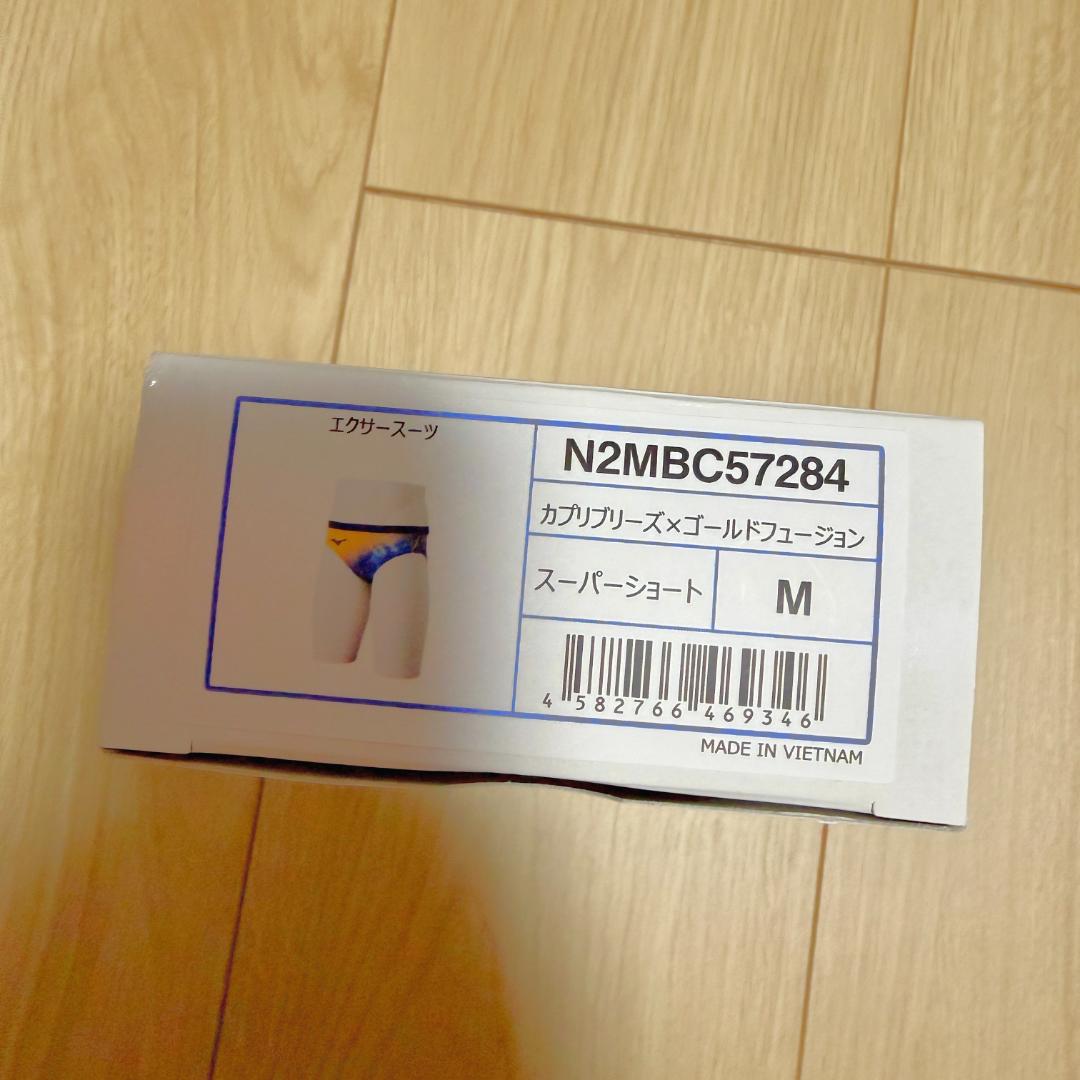 エクサースーツ
N2MBC57284
カプリブリーズ×ゴールドフュージョン
スーパーショート
M
4 582766 469346
MADE IN VIETNAM